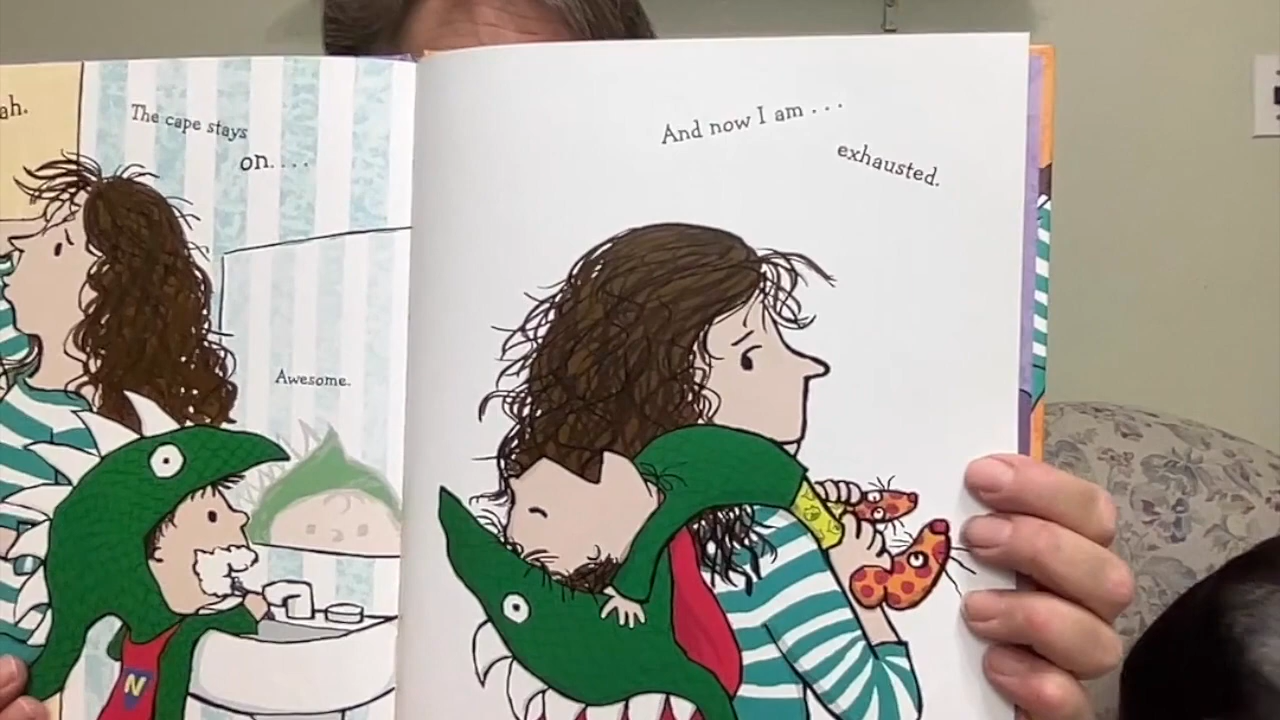 ah.
The cape stays
on. . . .
Awesome.
N
And now I am . . .
exhausted.